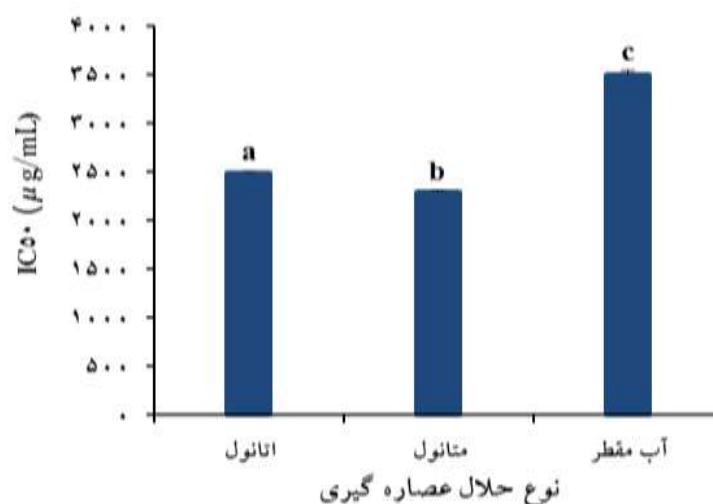 ۴۰۰۰
۳۵۰۰
۳۰۰۰
۲۵۰۰
۲۰۰۰
۱۵۰۰
۱۰۰۰
۵۰۰
۰
IC۵۰ (µg/mL)
a
b
c
اتانول
متانول
آب مقطر
نوع حلال عصاره گیری